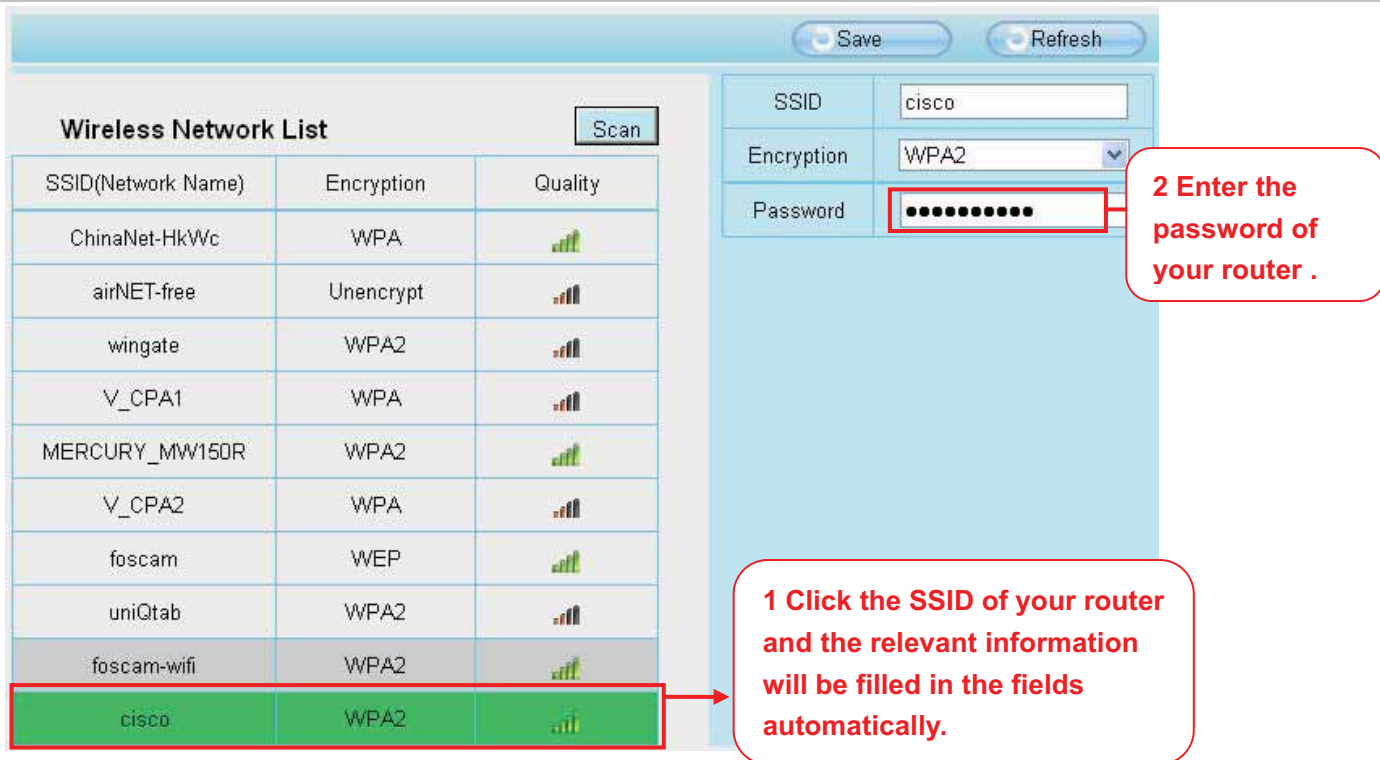 Save Refresh
Wireless Network List Scan
SSID(Network Name) Encryption Quality
ChinaNet-HkWc WPA
airNET-free Unencrypt
wingate WPA2
V_CPA1 WPA
MERCURY_MW150R WPA2
V_CPA2 WPA
foscam WEP
uniQtab WPA2
foscam-wifi WPA2
cisco WPA2
SSID cisco
Encryption WPA2
Password ●●●●●●●●●●
2 Enter the
password of
your router .
1 Click the SSID of your router
and the relevant information
will be filled in the fields
automatically.